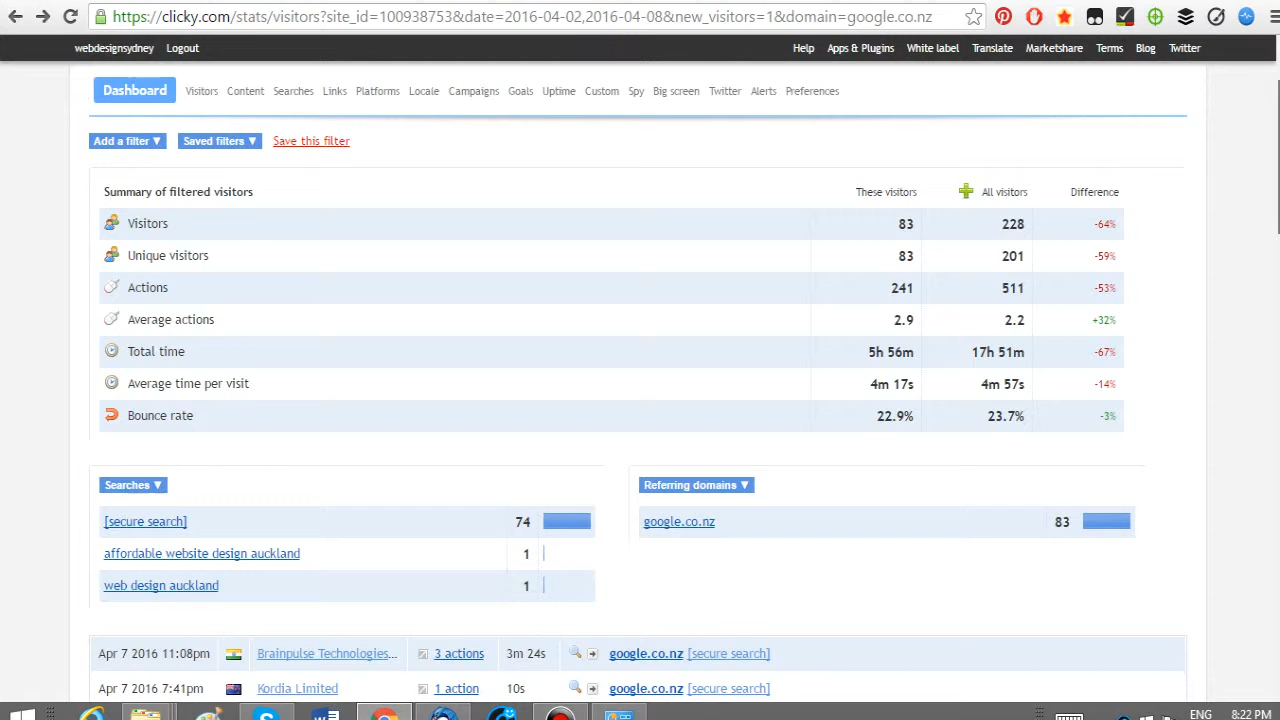 https://clicky.com/stats/visitors?site_id=100938753&date=2016-04-02,2016-04-08&new_visitors=1&domain=google.co.nz
webdesignsydney Logout Help Apps & Plugins White label Translate Marketshare Terms Blog Twitter
Dashboard Visitors Content Searches Links Platforms Locale Campaigns Goals Uptime Custom Spy Big screen Twitter Alerts Preferences
Add a filter ▼ Saved filters ▼ Save this filter
Summary of filtered visitors These visitors All visitors Difference
Visitors 83 228 -64%
Unique visitors 83 201 -59%
Actions 241 511 -53%
Average actions 2.9 2.2 +32%
Total time 5h 56m 17h 51m -67%
Average time per visit 4m 17s 4m 57s -14%
Bounce rate 22.9% 23.7% -3%
Searches ▼ Referring domains ▼
[secure search] 74 google.co.nz 83
affordable website design auckland 1
web design auckland 1
Apr 7 2016 11:08pm Brainpulse Technologies... 3 actions 3m 24s google.co.nz [secure search]
Apr 7 2016 7:41pm Kordia Limited 1 action 10s google.co.nz [secure search]
ENG 8:22 PM